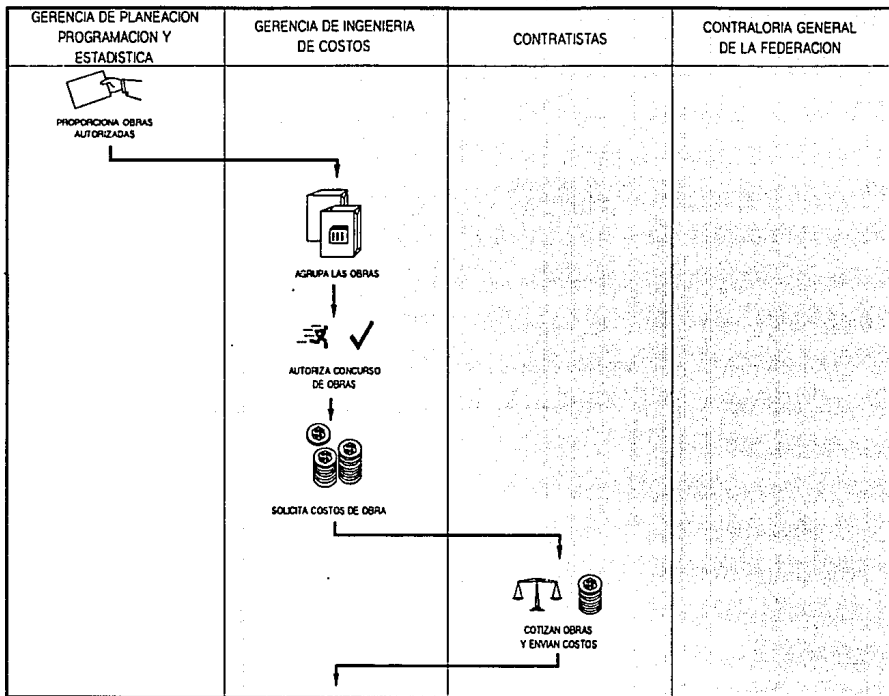 GERENCIA DE PLANEACION
PROGRAMACION Y
ESTADISTICA
GERENCIA DE INGENIERIA
DE COSTOS
CONTRATISTAS
CONTRALORIA GENERAL
DE LA FEDERACION
PROPORCIONA OBRAS
AUTORIZADAS
AGRUPA LAS OBRAS
AUTORIZA CONCURSO
DE OBRAS
SOLICITA COSTOS DE OBRA
COTIZAN OBRAS
Y ENVIAN COSTOS